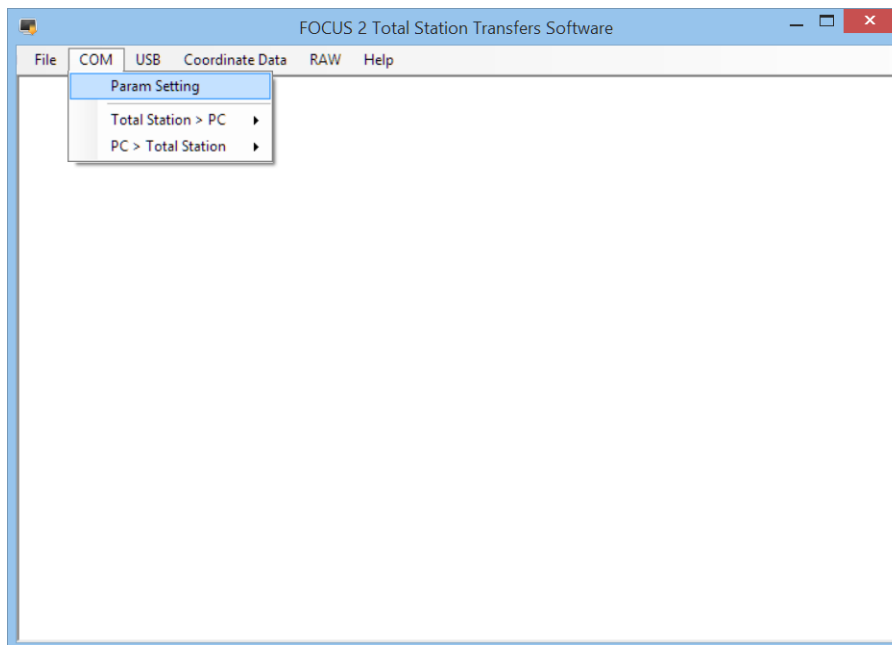 FOCUS 2 Total Station Transfers Software
File COM USB Coordinate Data RAW Help
Param Setting
Total Station > PC
PC > Total Station